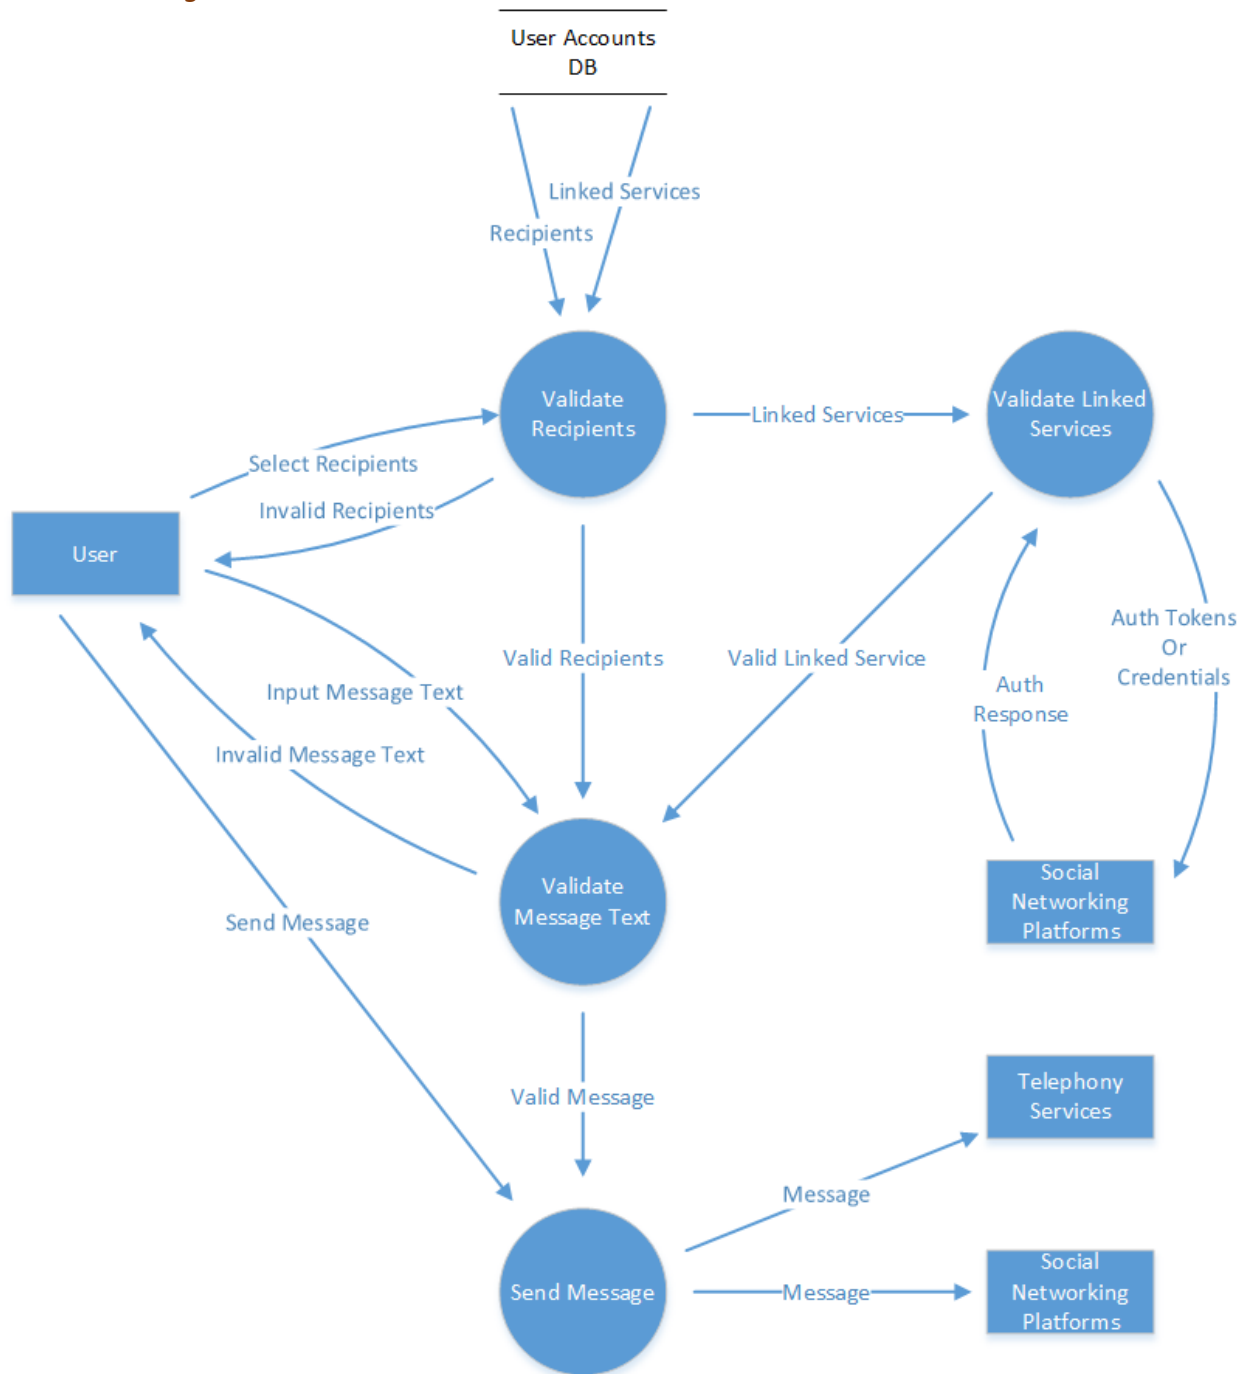 User Accounts
DB
Linked Services
Recipients
Validate
Recipients
Linked Services
Validate Linked
Services
Select Recipients
Invalid Recipients
User
Auth Tokens
Or
Credentials
Valid Recipients
Valid Linked Service
Auth
Response
Input Message Text
Invalid Message Text
Validate
Message Text
Social
Networking
Platforms
Send Message
Valid Message
Telephony
Services
Message
Send Message
Message
Social
Networking
Platforms